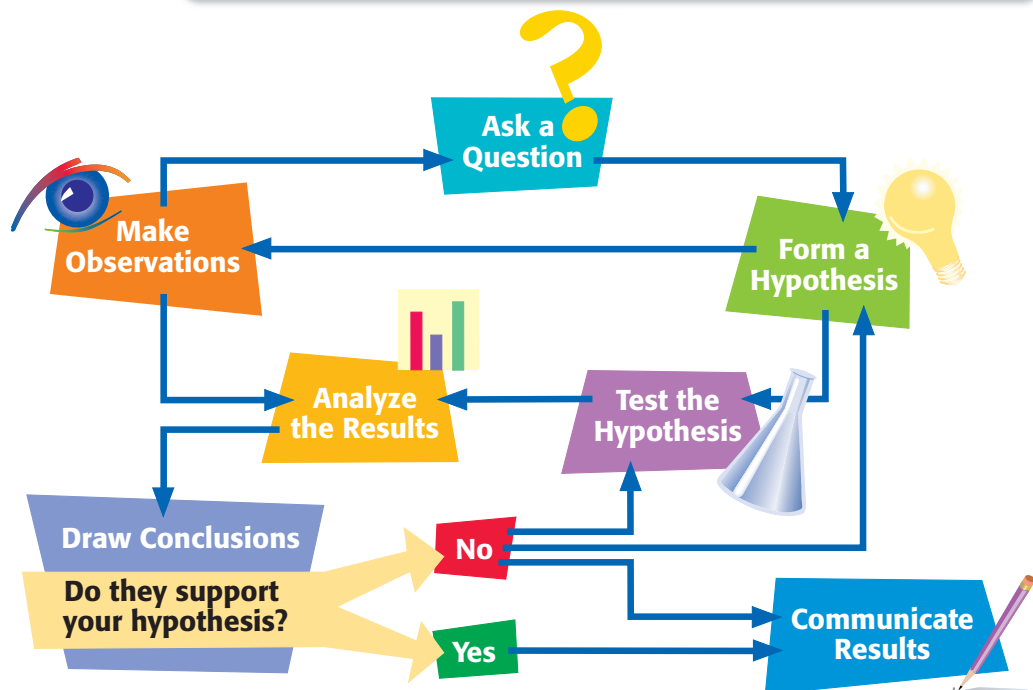 Ask a
Question
Make
Observations
Form a
Hypothesis
Analyze
the Results
Test the
Hypothesis
Draw Conclusions
Do they support
your hypothesis?
No
Yes
Communicate
Results